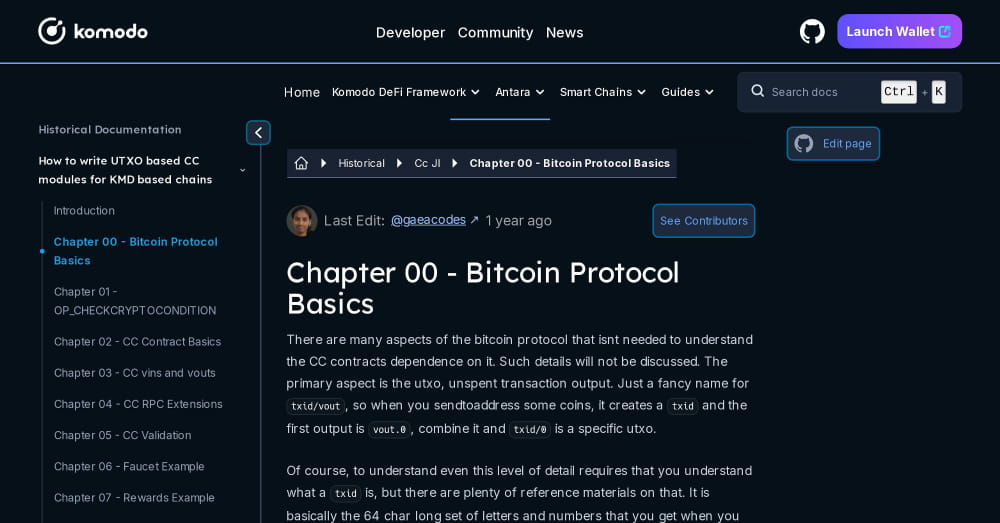 komodo
Developer Community News
Launch Wallet
Home Komodo DeFi Framework Antara Smart Chains Guides
Search docs Ctrl + K
Historical Documentation
How to write UTXO based CC
modules for KMD based chains
Introduction
Chapter 00 - Bitcoin Protocol
Basics
Chapter 01 -
OP_CHECKCRYPTOCONDITION
Chapter 02 - CC Contract Basics
Chapter 03 - CC vins and vouts
Chapter 04 - CC RPC Extensions
Chapter 05 - CC Validation
Chapter 06 - Faucet Example
Chapter 07 - Rewards Example
Historical Cc Jl Chapter 00 - Bitcoin Protocol Basics
Edit page
Last Edit: @gaeacodes ↗ 1 year ago
See Contributors
Chapter 00 - Bitcoin Protocol
Basics
There are many aspects of the bitcoin protocol that isnt needed to understand
the CC contracts dependence on it. Such details will not be discussed. The
primary aspect is the utxo, unspent transaction output. Just a fancy name for
txid/vout, so when you sendtoaddress some coins, it creates a txid and the
first output is vout.0, combine it and txid/0 is a specific utxo.
Of course, to understand even this level of detail requires that you understand
what a txid is, but there are plenty of reference materials on that. It is
basically the 64 char long set of letters and numbers that you get when you